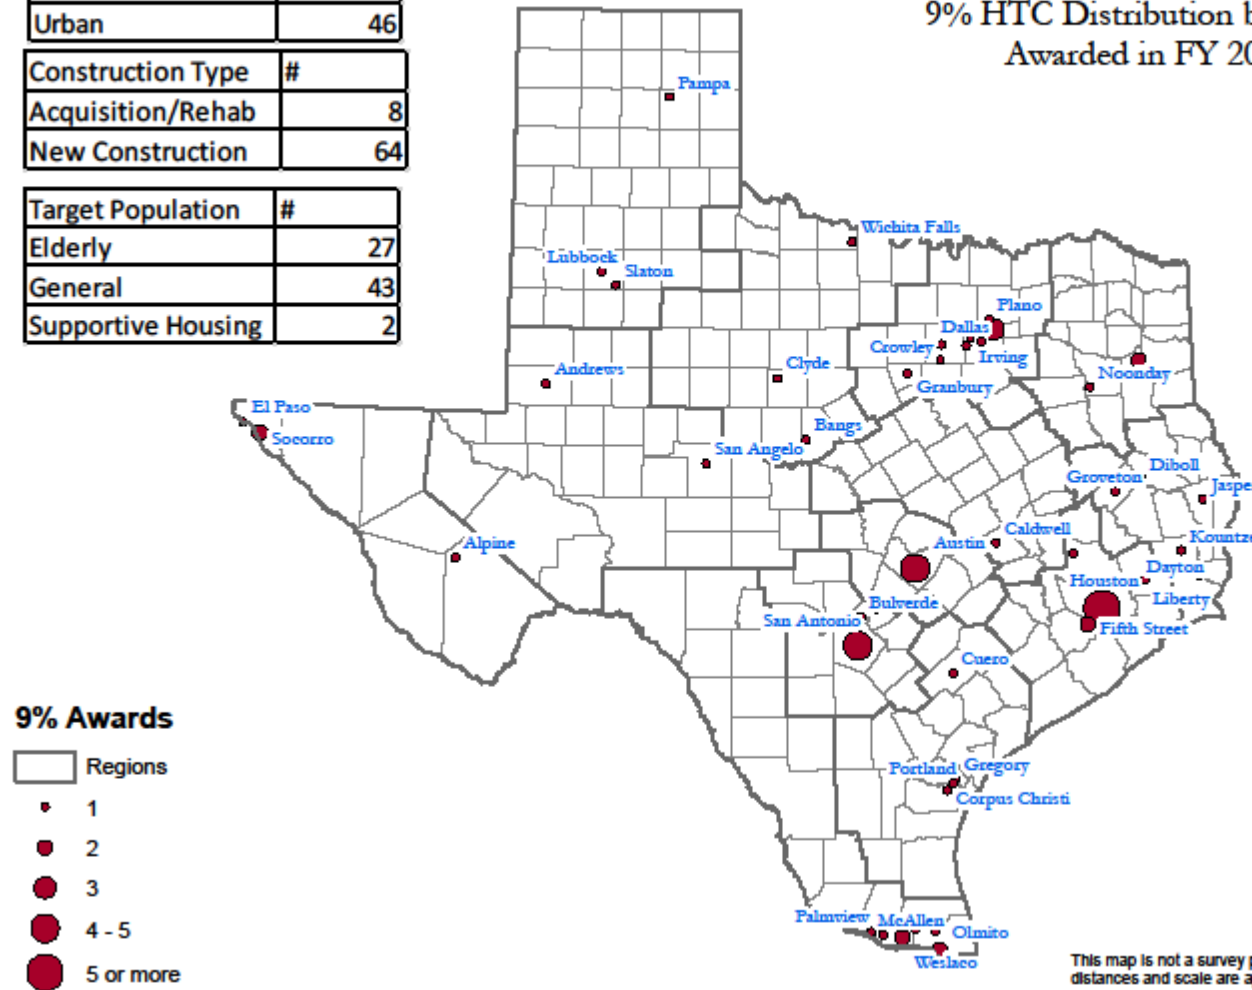 Urban 46
Construction Type #
Acquisition/Rehab 8
New Construction 64
Target Population #
Elderly 27
General 43
Supportive Housing 2
9% HTC Distribution b
Awarded in FY 20
Pampa
Wichita Falls
Lubbock
Slaton
Plano
Dallas
Crowley
Irving
Clyde
Andrews
Noonday
Granbury
El Paso
Socorro
Bangs
San Angelo
Diboll
Groveton
Jaspe
Caldwell
Kountze
Austin
Alpine
Dayton
Houston
Liberty
Bulverde
San Antonio
Fifth Street
Cuero
Portland
Gregory
Corpus Christi
Palmview
McAllen
Olmito
Weslaco
9% Awards
Regions
1
2
3
4 - 5
5 or more
This map is not a survey p
distances and scale are a